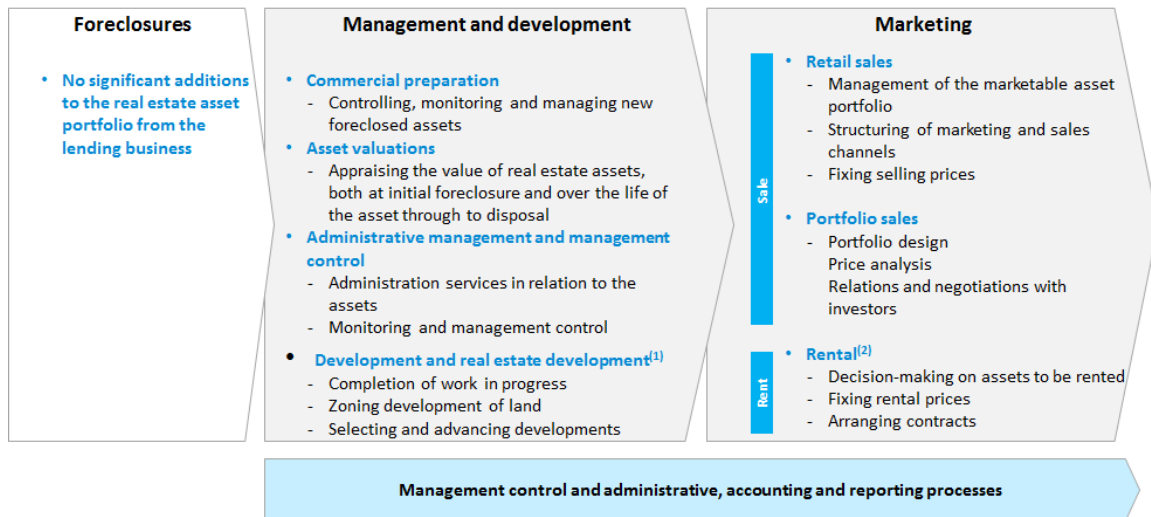 Foreclosures
• No significant additions
to the real estate asset
portfolio from the
lending business
Management and development
• Commercial preparation
- Controlling, monitoring and managing new
foreclosed assets
• Asset valuations
- Appraising the value of real estate assets,
both at initial foreclosure and over the life of
the asset through to disposal
• Administrative management and management
control
- Administration services in relation to the
assets
- Monitoring and management control
• Development and real estate development(1)
- Completion of work in progress
- Zoning development of land
- Selecting and advancing developments
Marketing
Sale
• Retail sales
- Management of the marketable asset
portfolio
- Structuring of marketing and sales
channels
- Fixing selling prices
• Portfolio sales
- Portfolio design
Price analysis
Relations and negotiations with
investors
Rent
• Rental(2)
- Decision-making on assets to be rented
- Fixing rental prices
- Arranging contracts
Management control and administrative, accounting and reporting processes